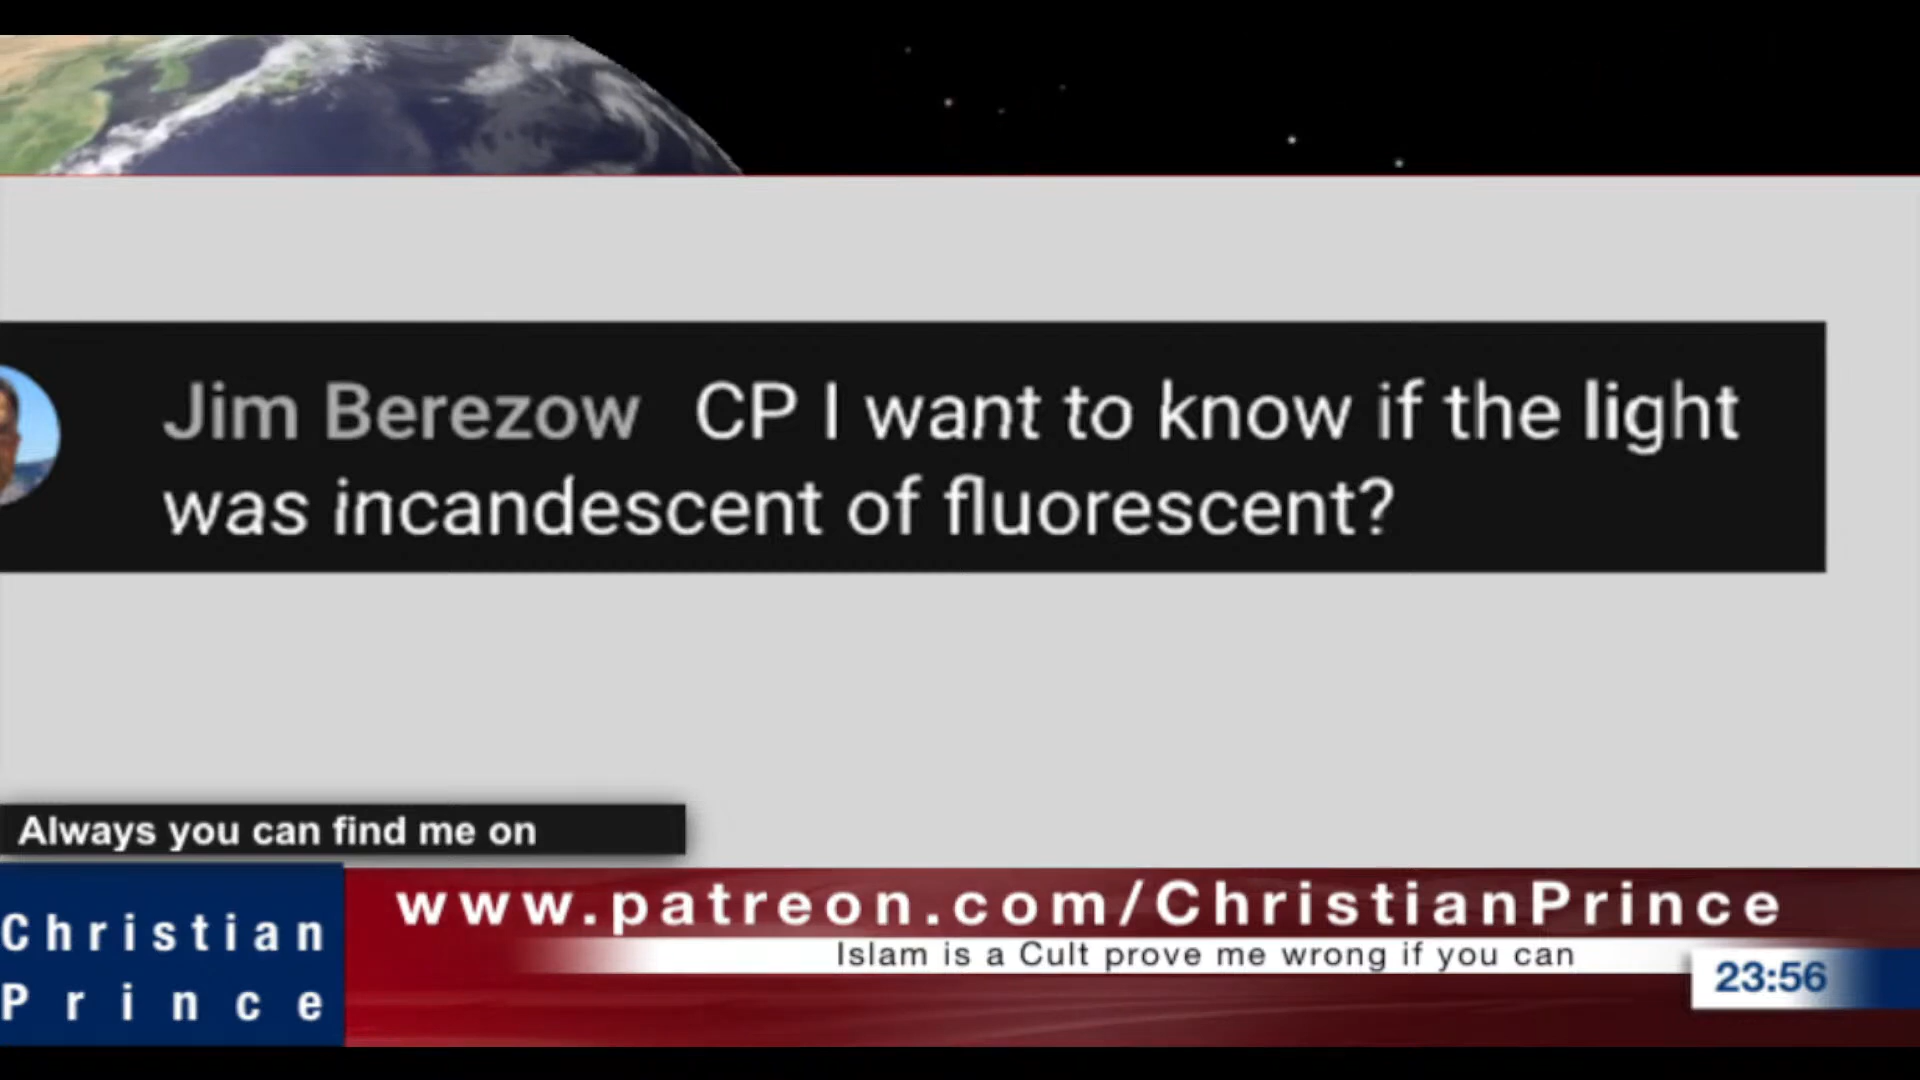 Jim Berezow CP I want to know if the light
was incandescent of fluorescent?
Always you can find me on
Christian
Prince
www.patreon.com/ChristianPrince
Islam is a Cult prove me wrong if you can
23:56